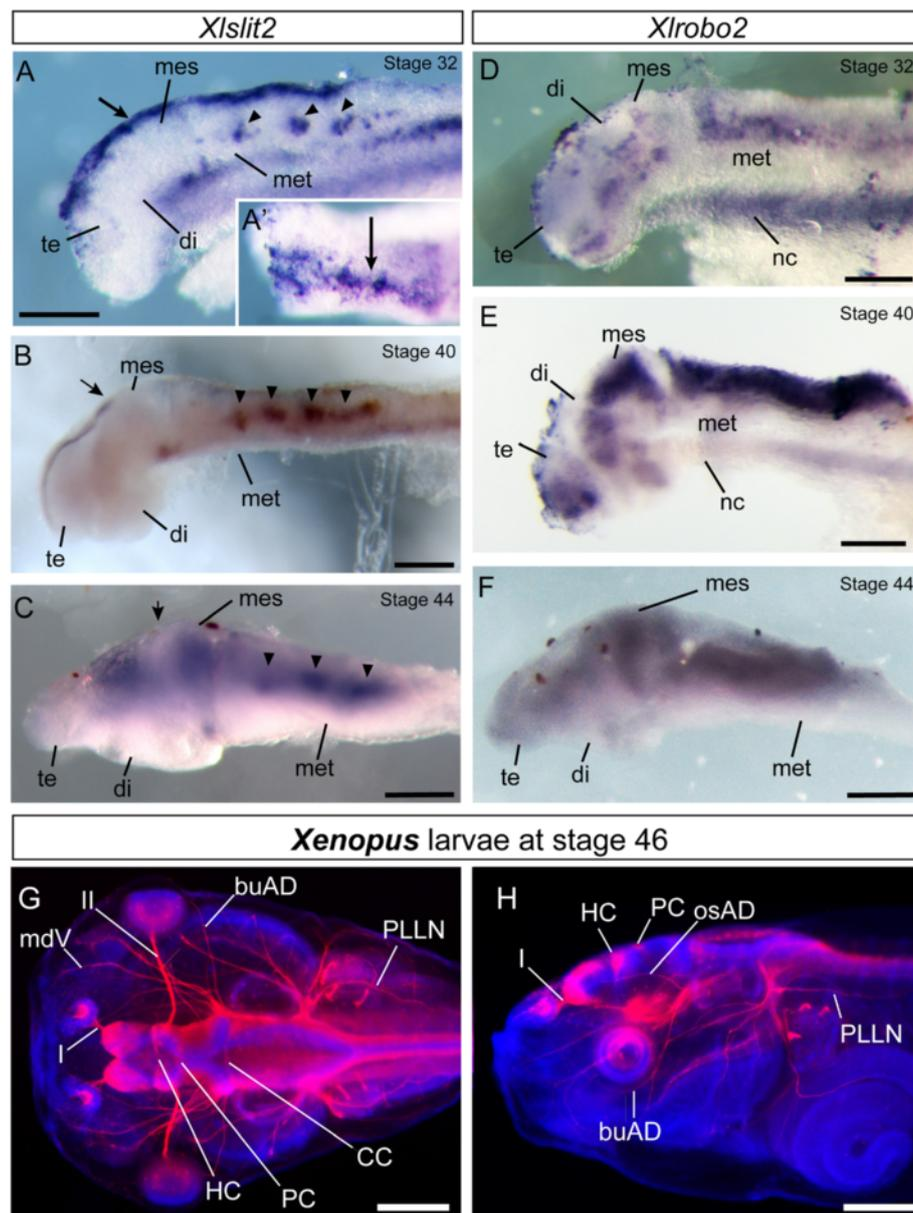 Xlslit2
Xlrobo2
A
mes
Stage 32
met
A'
te
di
D
mes
Stage 32
di
met
te
nc
B
mes
Stage 40
met
di
te
E
mes
Stage 40
di
te
met
nc
C
mes
Stage 44
te
di
met
F
mes
Stage 44
te
di
met
Xenopus larvae at stage 46
G
II
buAD
mdV
PLLN
I
CC
HC
PC
H
HC
PC
osAD
I
PLLN
buAD